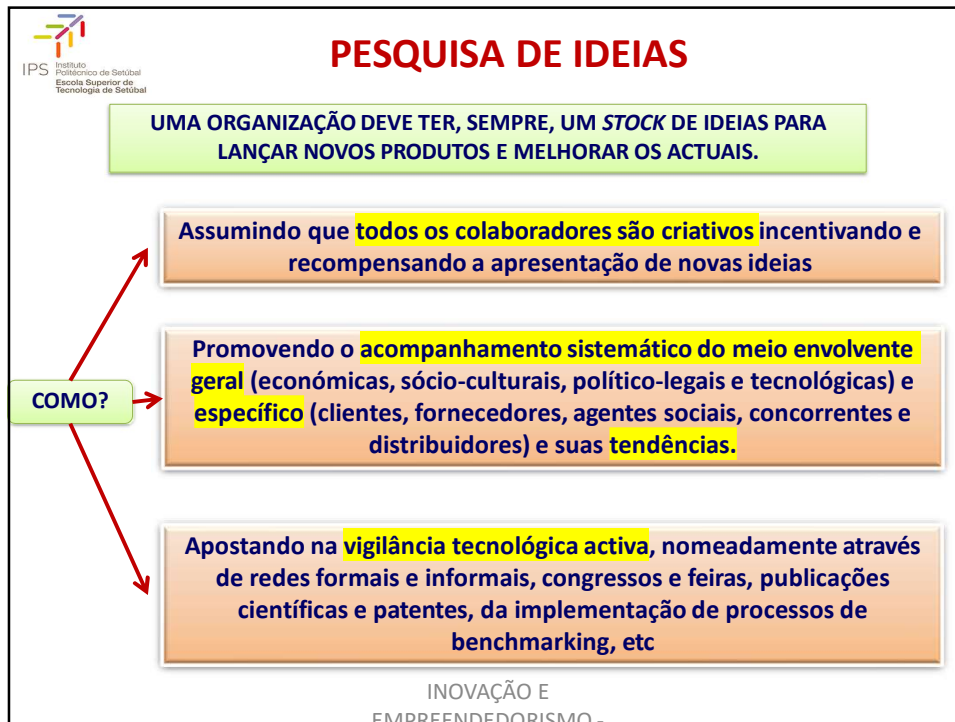 IPS Instituto
Politécnico de Setúbal
Escola Superior de
Tecnologia de Setúbal
PESQUISA DE IDEIAS
UMA ORGANIZAÇÃO DEVE TER, SEMPRE, UM STOCK DE IDEIAS PARA
LANÇAR NOVOS PRODUTOS E MELHORAR OS ACTUAIS.
Assumindo que todos os colaboradores são criativos incentivando e
recompensando a apresentação de novas ideias
Promovendo o acompanhamento sistemático do meio envolvente
geral (económicas, sócio-culturais, político-legais e tecnológicas) e
específico (clientes, fornecedores, agentes sociais, concorrentes e
distribuidores) e suas tendências.
COMO?
Apostando na vigilância tecnológica activa, nomeadamente através
de redes formais e informais, congressos e feiras, publicações
científicas e patentes, da implementação de processos de
benchmarking, etc
INOVAÇÃO E
EMPREENDEDORISMO -